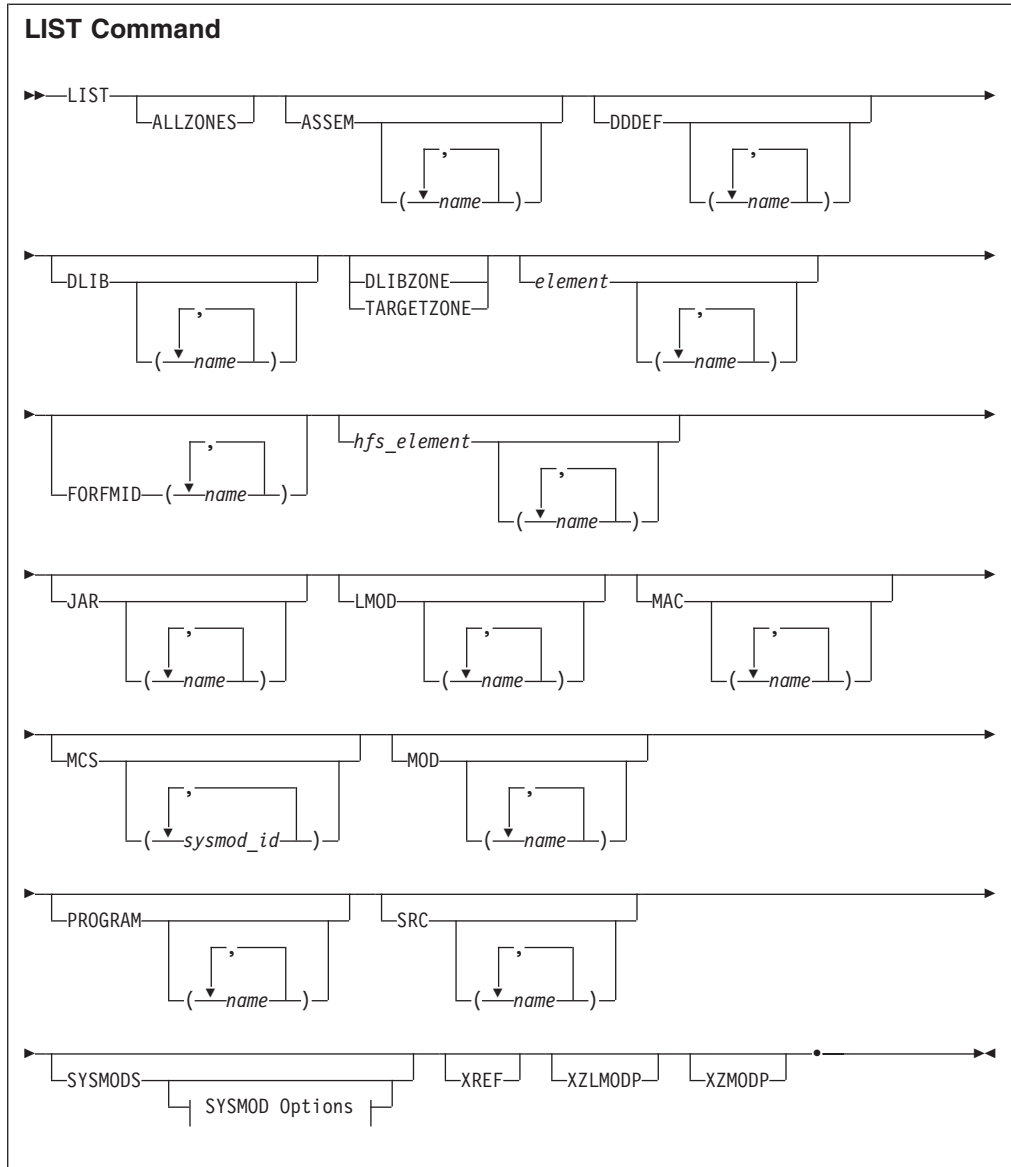 LIST Command
LIST
ALLZONES
ASSEM
,
( name )
DDDEF
,
( name )
DLIB
,
( name )
DLIBZONE
TARGETZONE
element
,
( name )
FORFMID ( name )
,
hfs_element
,
( name )
JAR
,
( name )
LMOD
,
( name )
MAC
,
( name )
MCS
,
( sysmod_id )
MOD
,
( name )
PROGRAM
,
( name )
SRC
,
( name )
SYSMODS
SYSMOD Options
XREF
XZLMODP
XZMODP